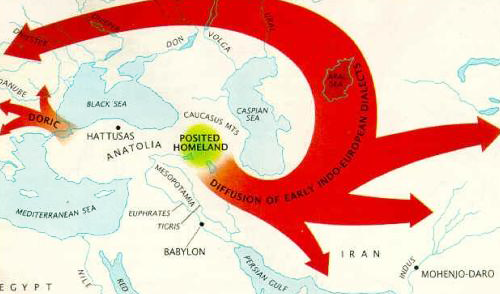 DNIESTER
DNIEPER
DON
VOLGA
URAL
ARAL
SEA
DANUBE
BLACK SEA
CASPIAN
SEA
CAUCASUS MTS
DORIC
HATTUSAS
ANATOLIA
POSITED
HOMELAND
DIFFUSION OF EARLY INDO-EUROPEAN DIALECTS
MESOPOTAMIA
MEDITERRANEAN SEA
EUPHRATES
TIGRIS
BABYLON
IRAN
PERSIAN GULF
INDUS
MOHENJO-DARO
EGYPT
NILE
RED